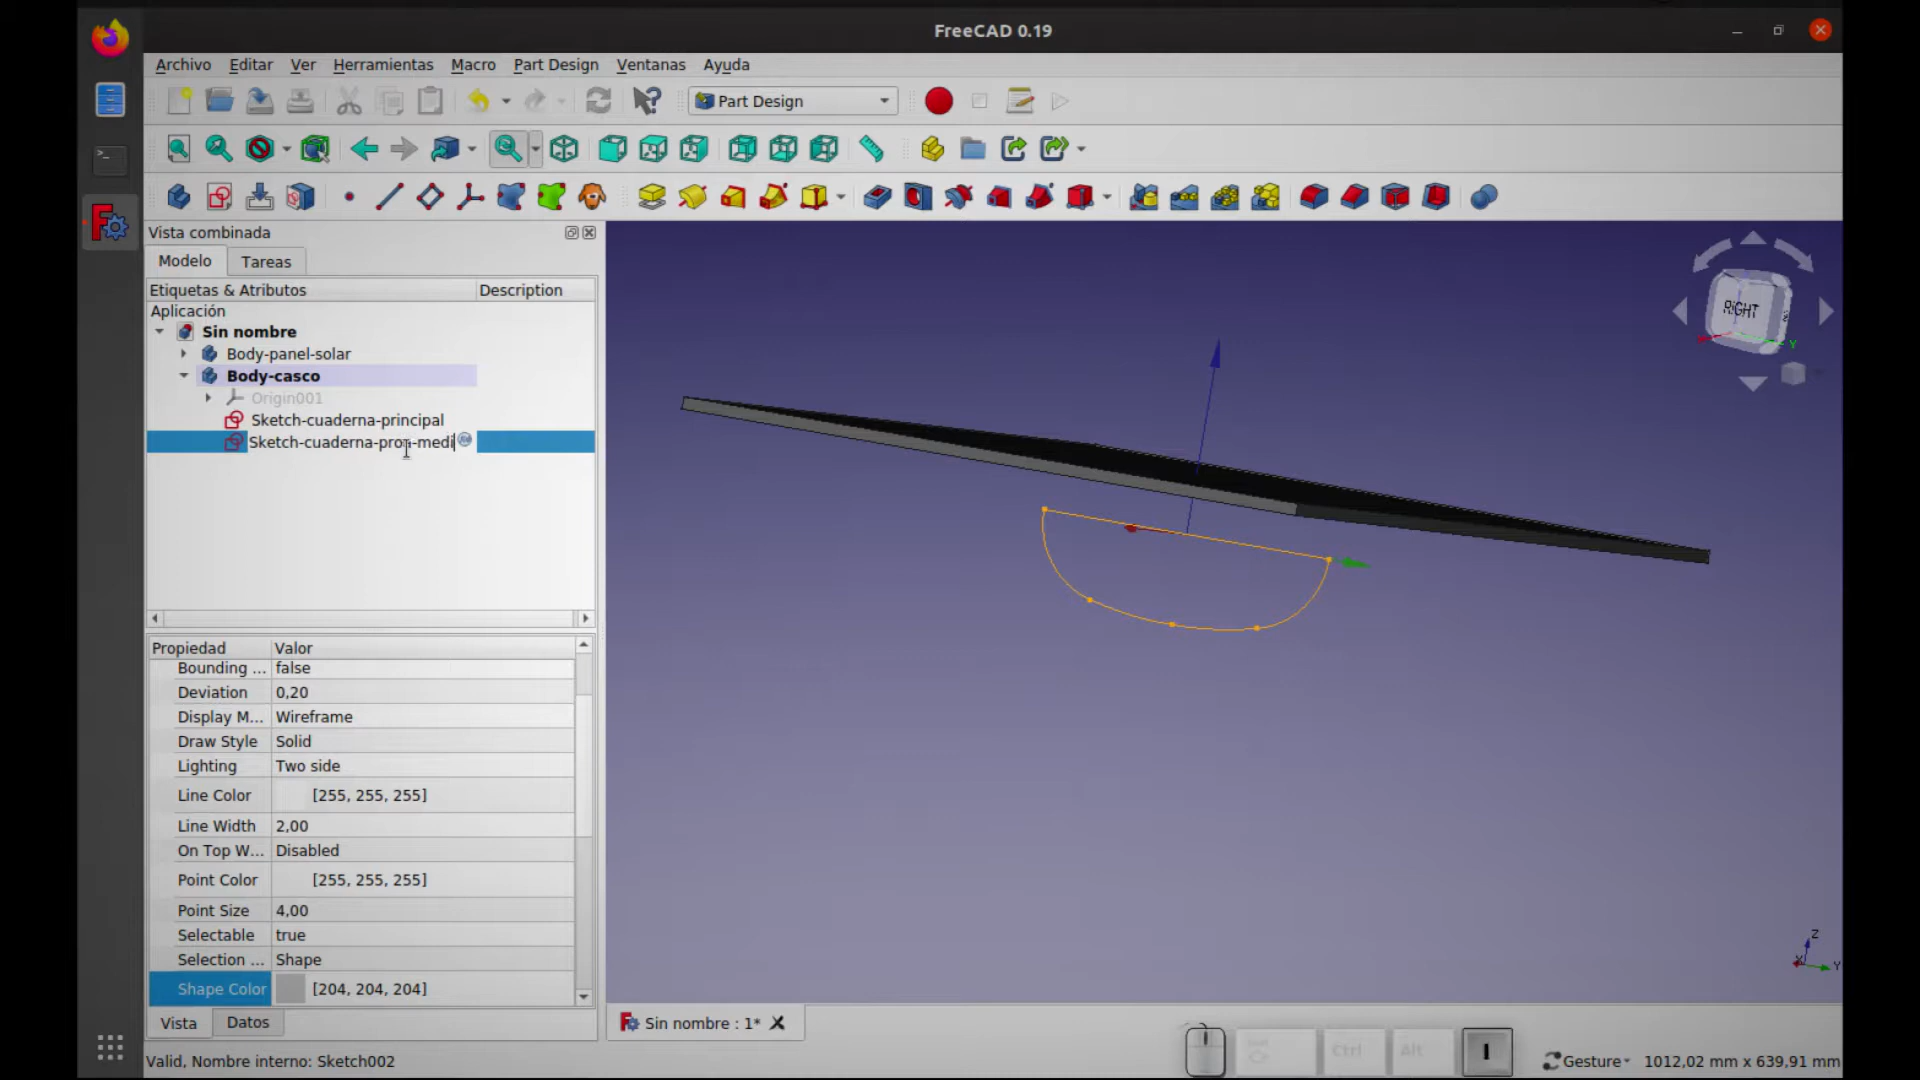 FreeCAD 0.19
Archivo Editar Ver Herramientas Macro Part Design Ventanas Ayuda
Part Design
Vista combinada
Modelo Tareas
Etiquetas & Atributos Description
Aplicación
Sin nombre
Body-panel-solar
Body-casco
Origin001
Sketch-cuaderna-principal
Sketch-cuaderna-proa-medi
Propiedad Valor
Bounding ... false
Deviation 0,20
Display M... Wireframe
Draw Style Solid
Lighting Two side
Line Color [255, 255, 255]
Line Width 2,00
On Top W... Disabled
Point Color [255, 255, 255]
Point Size 4,00
Selectable true
Selection ... Shape
Shape Color [204, 204, 204]
Vista Datos
RIGHT
Y
Z
X Y
Sin nombre : 1*
Ctrl Alt I
Valid, Nombre interno: Sketch002
Gesture 1012,02 mm x 639,91 mm